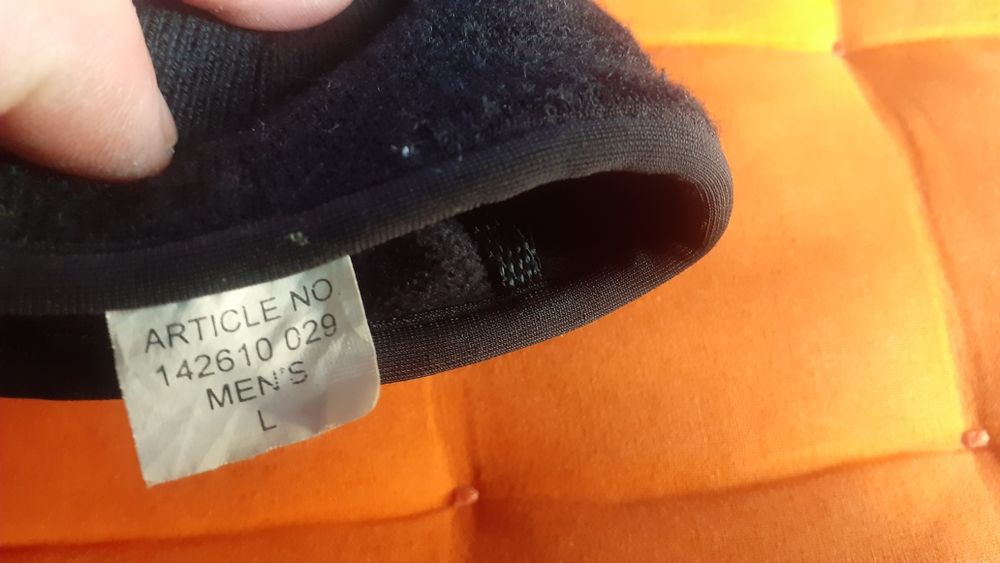 ARTICLE NO
142610 029
MEN'S
L